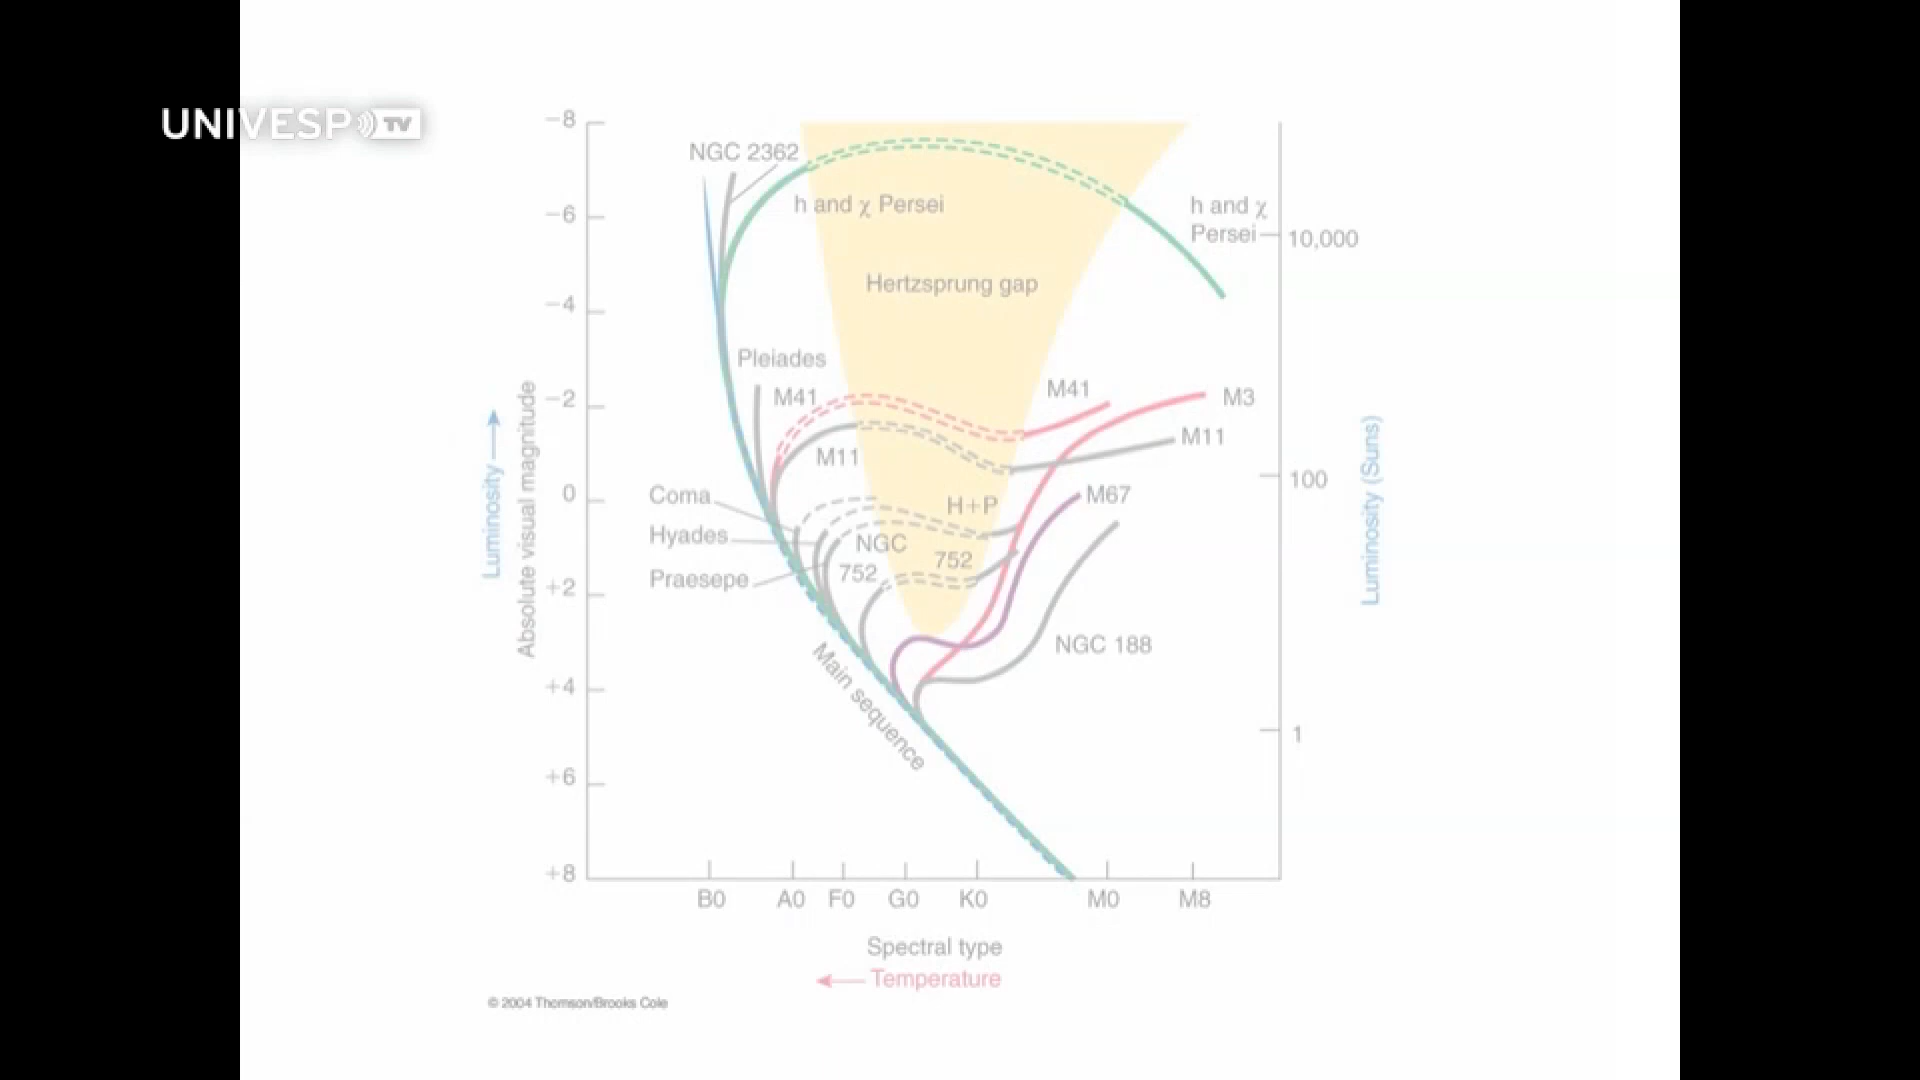 UNIVESP TV
−8
−6
−4
−2
0
+2
+4
+6
+8
Luminosity
Absolute visual magnitude
NGC 2362
h and χ Persei
h and χ
Persei
10,000
Hertzsprung gap
Pleiades
M41
M41
M3
M11
M11
100
Coma
H+P
M67
Hyades
NGC
752
752
Praesepe
NGC 188
Main sequence
1
Luminosity (Suns)
B0 A0 F0 G0 K0 M0 M8
Spectral type
Temperature
© 2004 Thomson/Brooks Cole